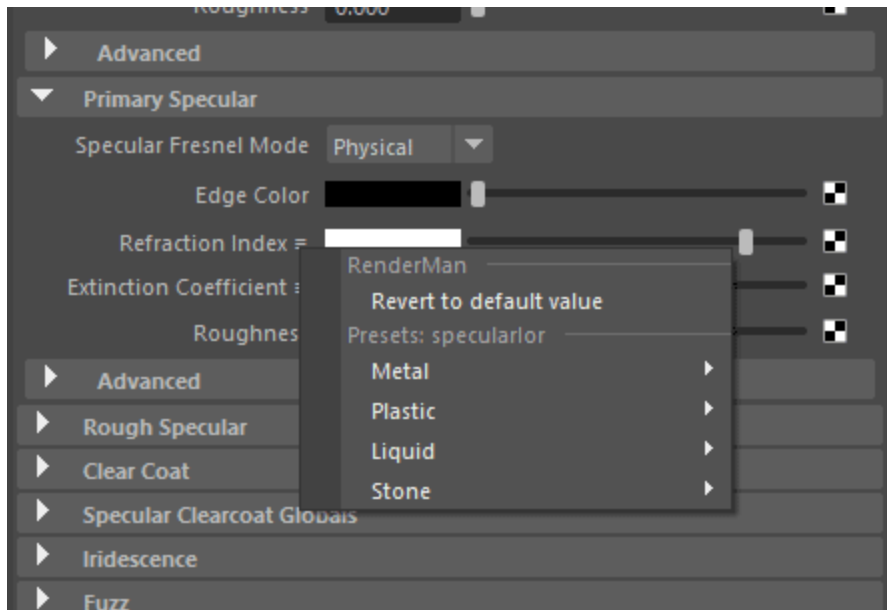 Roughness 0.000
Advanced
Primary Specular
Specular Fresnel Mode Physical
Edge Color
Refraction Index =
RenderMan
Extinction Coefficient
Revert to default value
Roughnes
Presets: specularIor
Metal
Advanced
Plastic
Rough Specular
Liquid
Clear Coat
Stone
Specular Clearcoat Globals
Iridescence
Fuzz